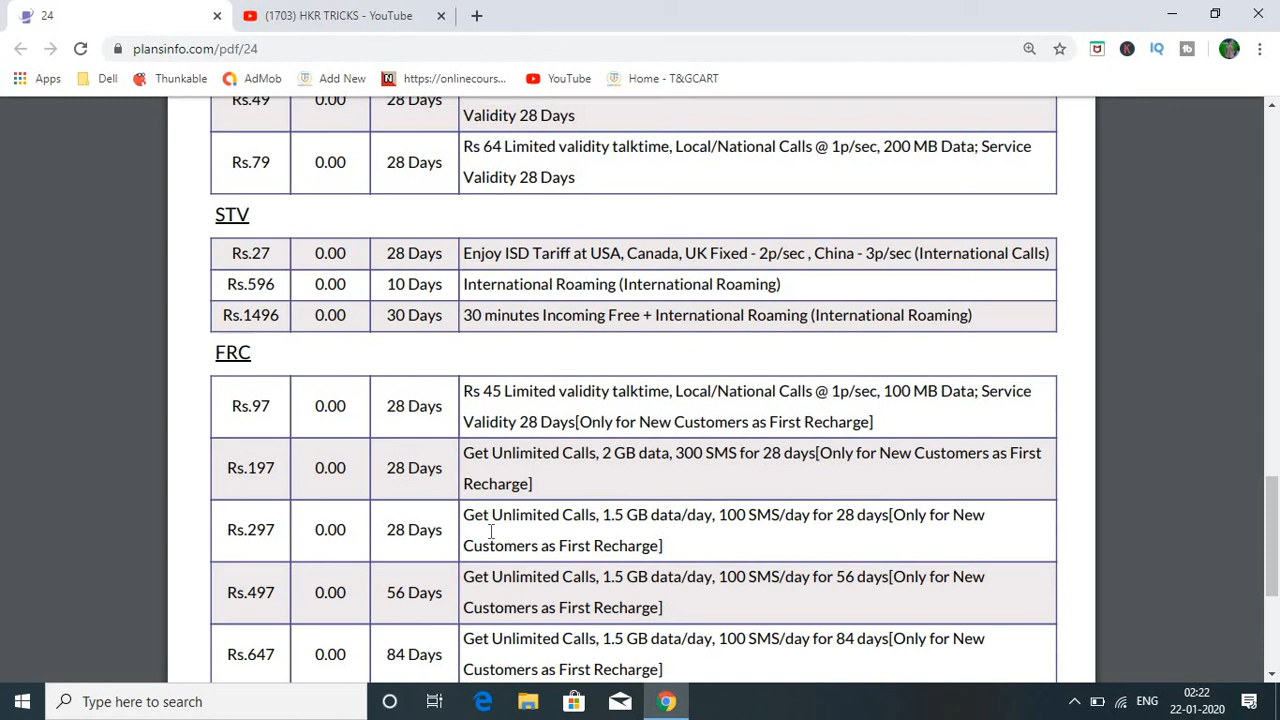 24
(1703) HKR TRICKS - YouTube
plansinfo.com/pdf/24
Apps
Dell
Thunkable
AdMob
Add New
https://onlinecours...
YouTube
Home - T&GCART
Rs.49 0.00 28 Days
Validity 28 Days
Rs.79 0.00 28 Days Rs 64 Limited validity talktime, Local/National Calls @ 1p/sec, 200 MB Data; Service
Validity 28 Days
STV
Rs.27 0.00 28 Days Enjoy ISD Tariff at USA, Canada, UK Fixed - 2p/sec , China - 3p/sec (International Calls)
Rs.596 0.00 10 Days International Roaming (International Roaming)
Rs.1496 0.00 30 Days 30 minutes Incoming Free + International Roaming (International Roaming)
FRC
Rs.97 0.00 28 Days Rs 45 Limited validity talktime, Local/National Calls @ 1p/sec, 100 MB Data; Service
Validity 28 Days[Only for New Customers as First Recharge]
Rs.197 0.00 28 Days Get Unlimited Calls, 2 GB data, 300 SMS for 28 days[Only for New Customers as First
Recharge]
Rs.297 0.00 28 Days Get Unlimited Calls, 1.5 GB data/day, 100 SMS/day for 28 days[Only for New
Customers as First Recharge]
Rs.497 0.00 56 Days Get Unlimited Calls, 1.5 GB data/day, 100 SMS/day for 56 days[Only for New
Customers as First Recharge]
Rs.647 0.00 84 Days Get Unlimited Calls, 1.5 GB data/day, 100 SMS/day for 84 days[Only for New
Customers as First Recharge]
Type here to search
ENG
02:22
22-01-2020